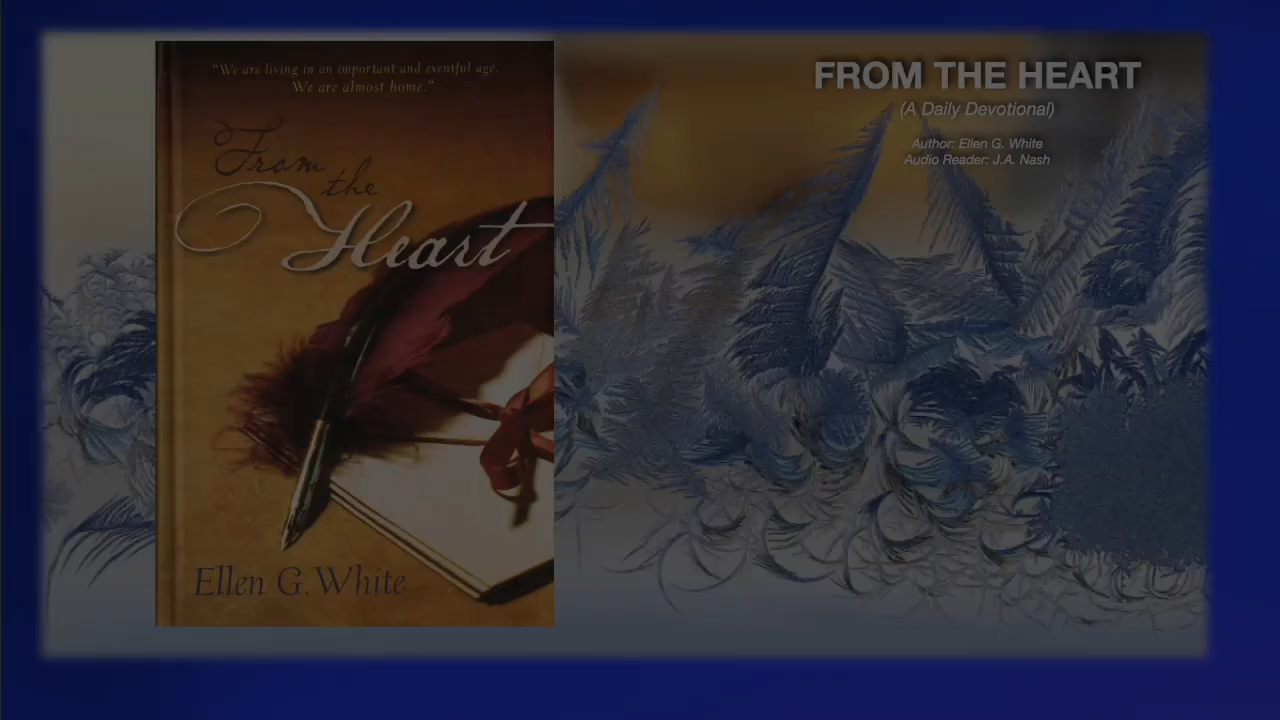 “We are living in an important and eventful age.
We are almost home.”
From
the
Heart
Ellen G. White
FROM THE HEART
(A Daily Devotional)
Author: Ellen G. White
Audio Reader: J.A. Nash